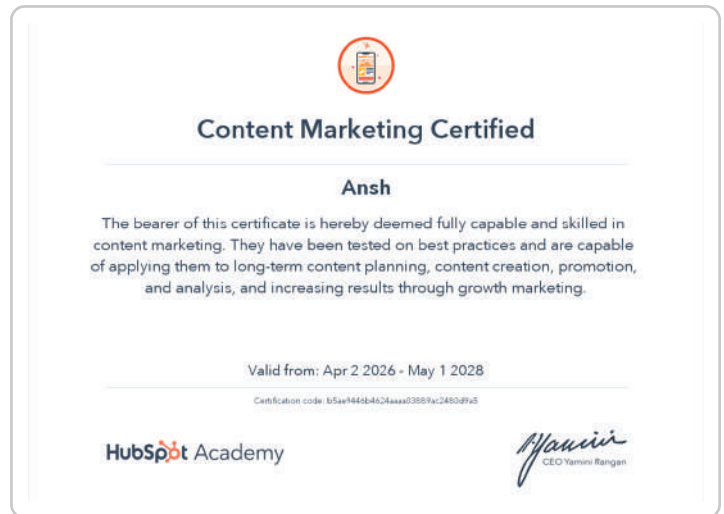 Content Marketing Certified
Ansh
The bearer of this certificate is hereby deemed fully capable and skilled in
content marketing. They have been tested on best practices and are capable
of applying them to long-term content planning, content creation, promotion,
and analysis, and increasing results through growth marketing.
Valid from: Apr 2 2026 - May 1 2028
Certification code: b5ae9446b4624aaaa03889ac2480d9a5
HubSpot Academy
CEO Yamini Rangan